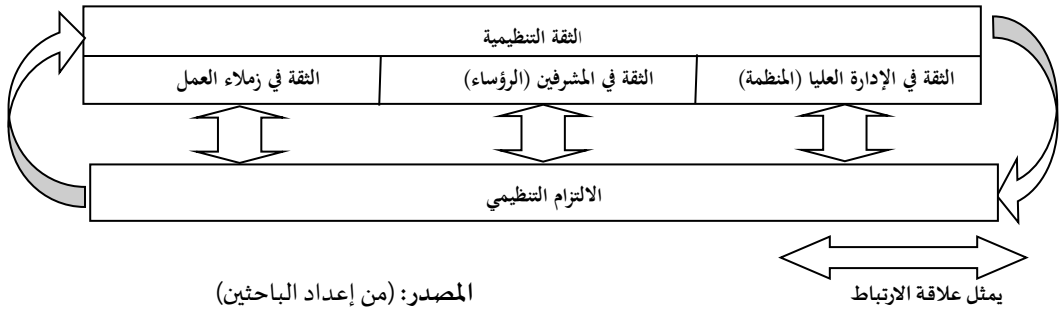 الثقة التنظيمية
الثقة في الإدارة العليا (المنظمة)
الثقة في المشرفين (الرؤساء)
الثقة في زملاء العمل
الالتزام التنظيمي
يمثل علاقة الارتباط
المصدر: (من إعداد الباحثين)